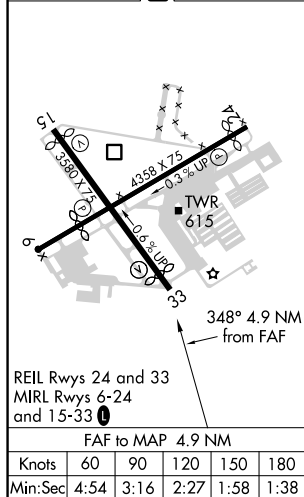 15
24
3580 X 75
4358 X 75
0.3 % UP
P
V
TWR
615
P
0.6 % UP
6
V
33
348° 4.9 NM
from FAF
REIL Rwys 24 and 33
MIRL Rwys 6-24
and 15-33 L
FAF to MAP 4.9 NM
Knots 60 90 120 150 180
Min:Sec 4:54 3:16 2:27 1:58 1:38